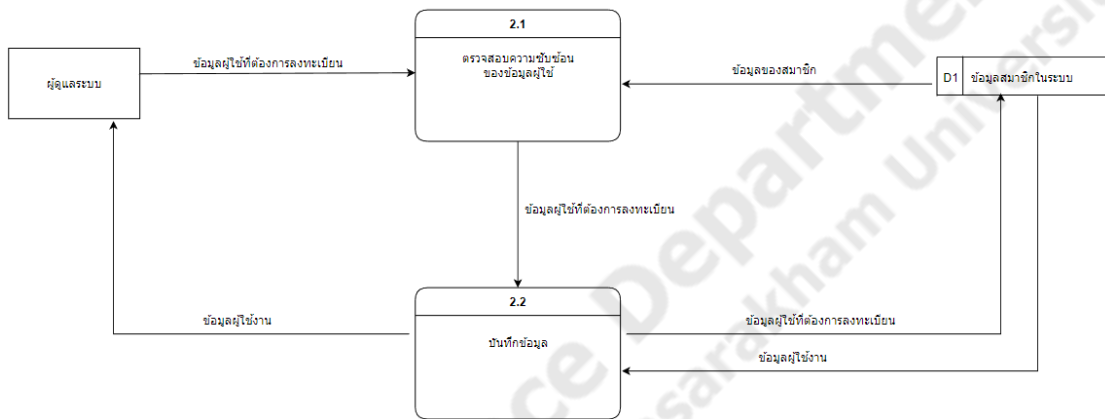 2.1
ตรวจสอบความซับซ้อน
ของข้อมูลผู้ใช้
ผู้ดูแลระบบ
ข้อมูลผู้ใช้ที่ต้องการลงทะเบียน
ข้อมูลของสมาชิก
D1
ข้อมูลสมาชิกในระบบ
ข้อมูลผู้ใช้ที่ต้องการลงทะเบียน
2.2
บันทึกข้อมูล
ข้อมูลผู้ใช้งาน
ข้อมูลผู้ใช้ที่ต้องการลงทะเบียน
ข้อมูลผู้ใช้งาน